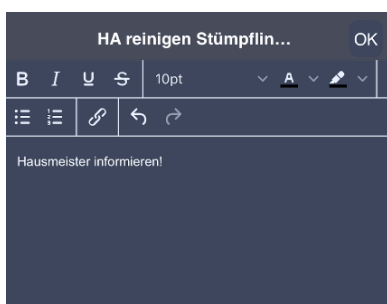 HA reinigen Stümpflin...
OK
B I U S 10pt A
Hausmeister informieren!